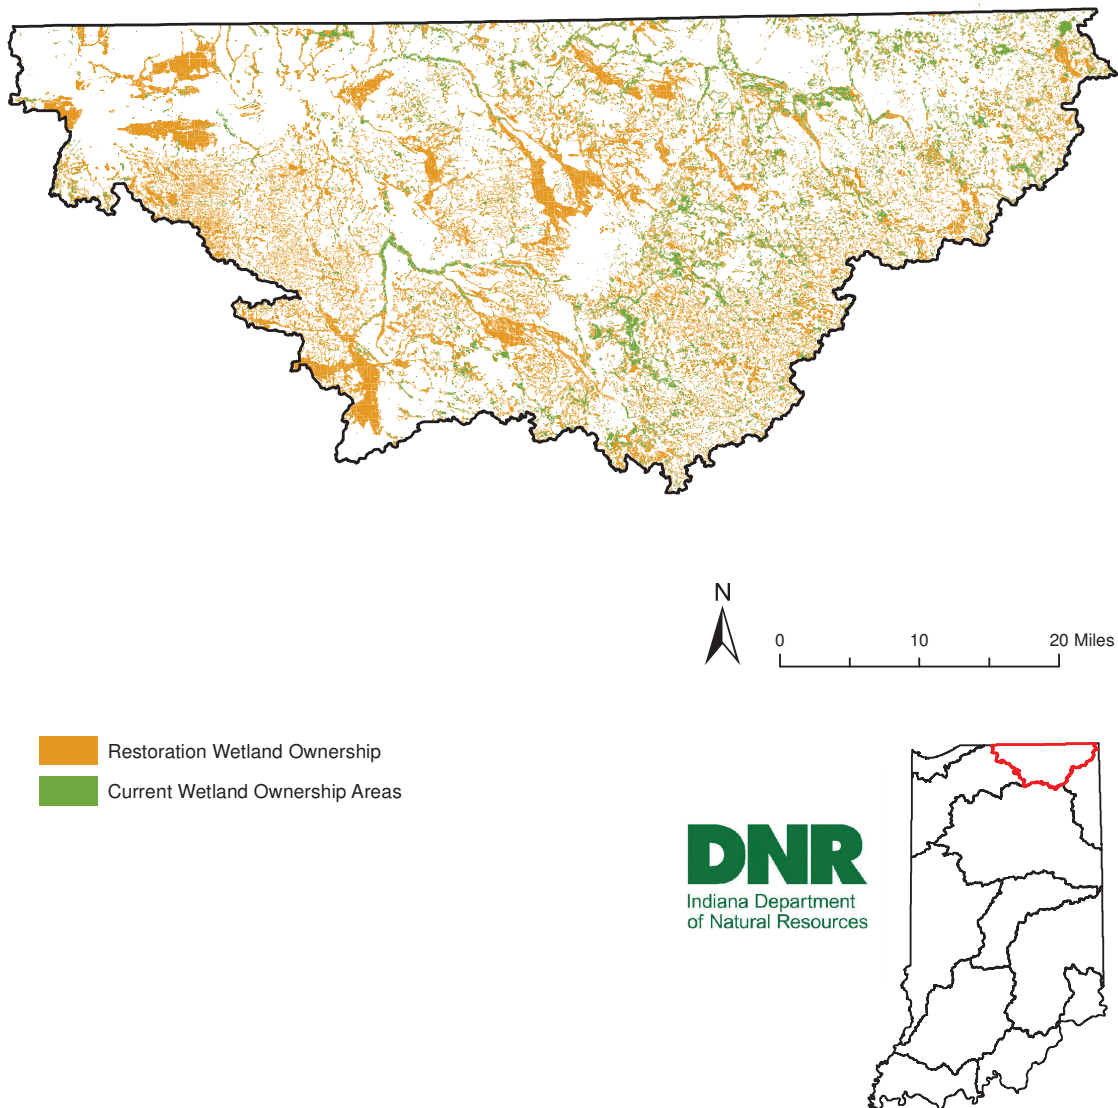 N
0 10 20 Miles
Restoration Wetland Ownership
Current Wetland Ownership Areas
DNR
Indiana Department
of Natural Resources